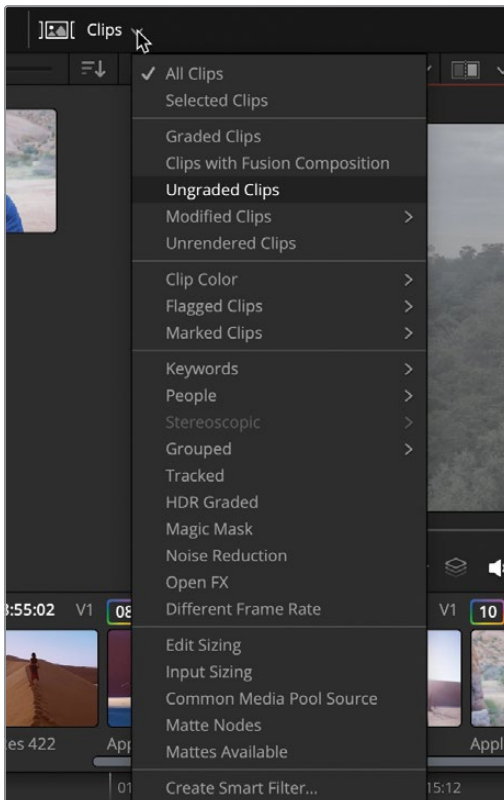 Clips
All Clips
Selected Clips
Graded Clips
Clips with Fusion Composition
Ungraded Clips
Modified Clips
Unrendered Clips
Clip Color
Flagged Clips
Marked Clips
Keywords
People
Stereoscopic
Grouped
Tracked
HDR Graded
Magic Mask
Noise Reduction
Open FX
Different Frame Rate
:55:02 V1 08 V1 10
Edit Sizing
Input Sizing
Common Media Pool Source
Matte Nodes
es 422 App Appl
Mattes Available
Create Smart Filter...
01 15:12